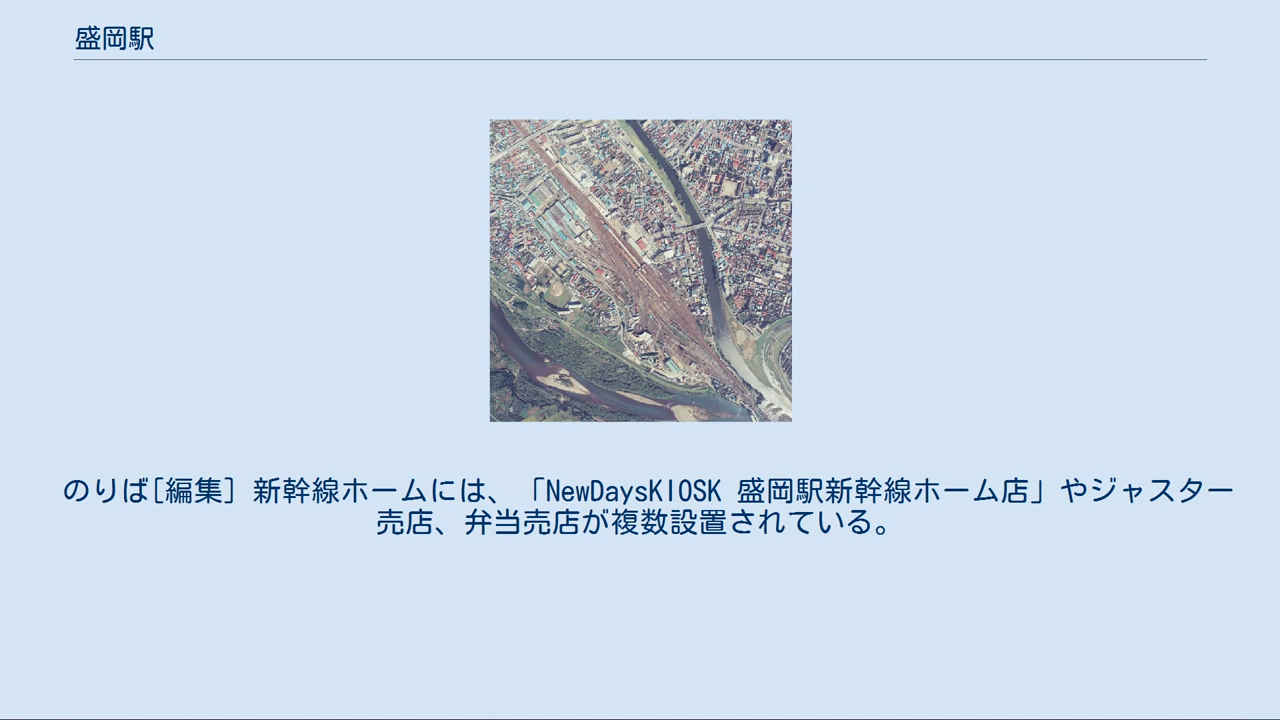 盛岡駅
のりば[編集] 新幹線ホームには、「NewDaysKIOSK 盛岡駅新幹線ホーム店」やジャスター
売店、弁当売店が複数設置されている。